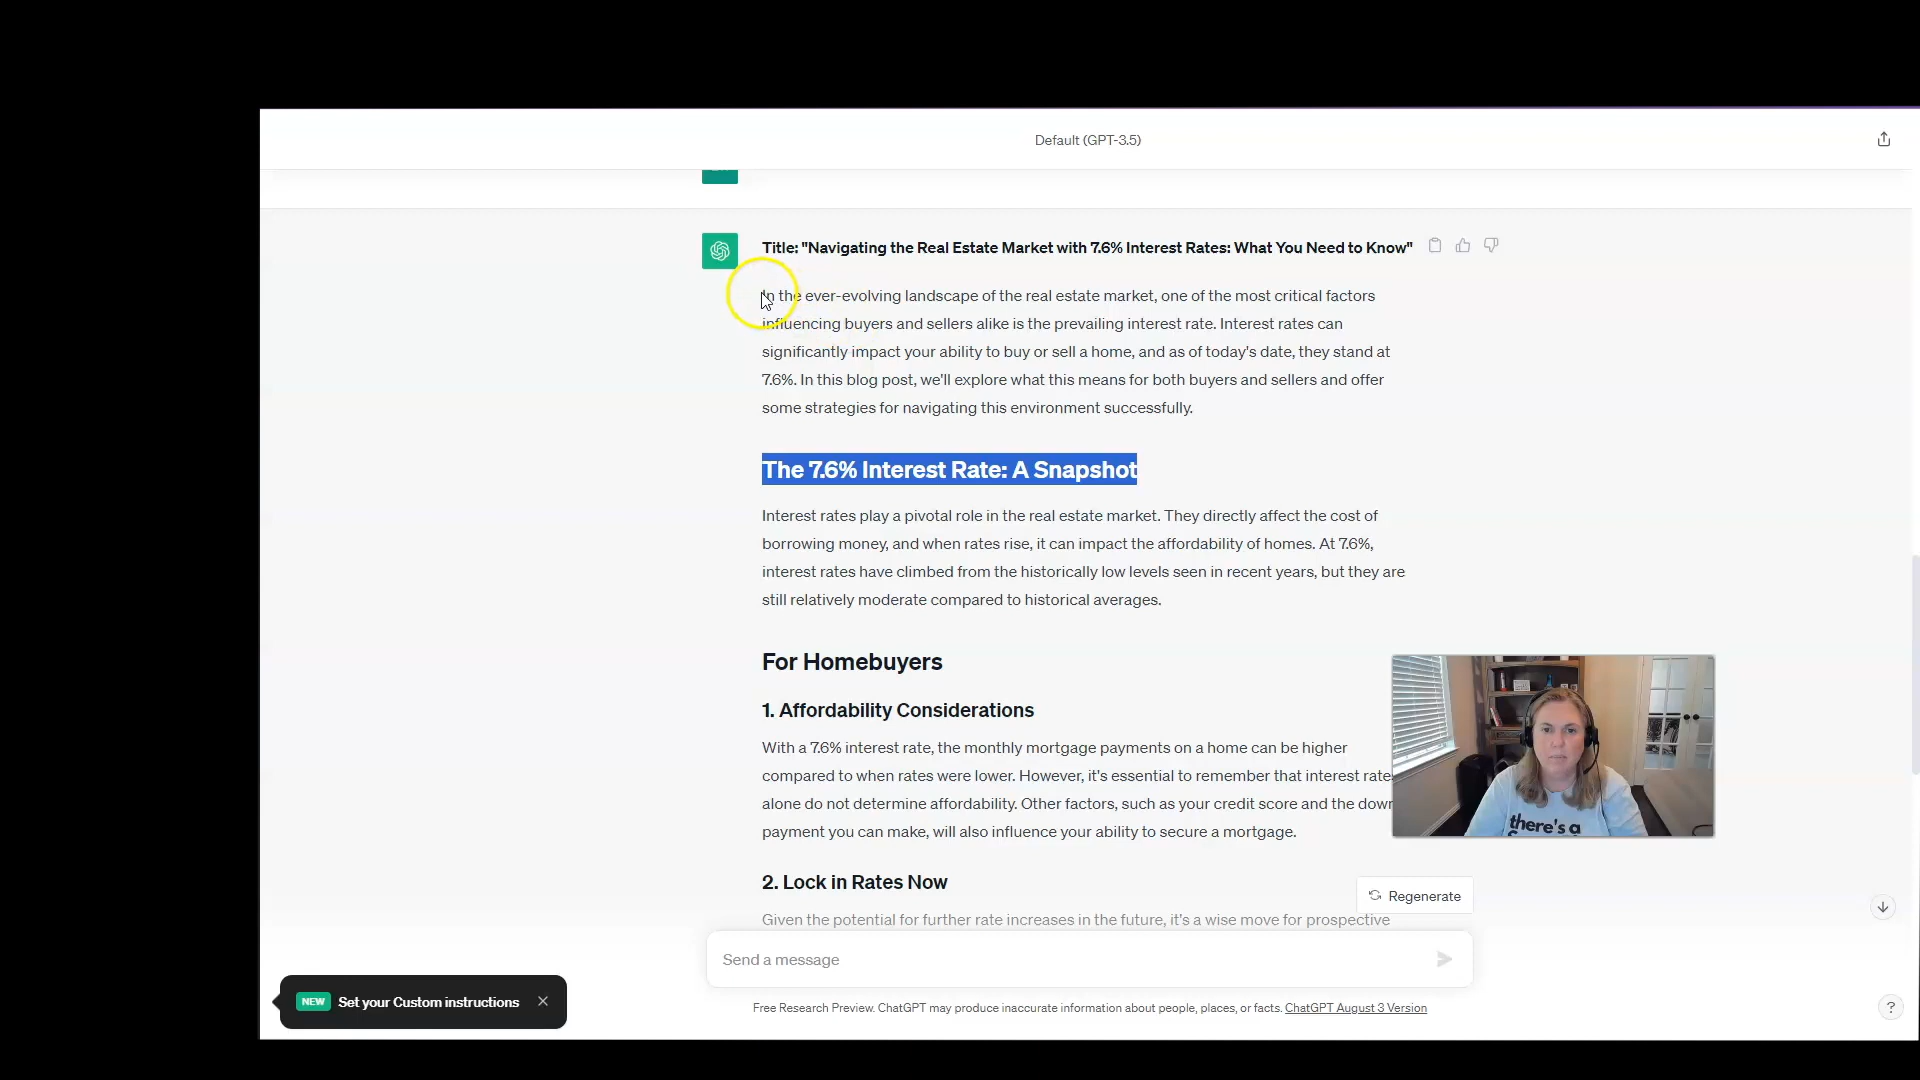 Default (GPT-3.5)
Title: "Navigating the Real Estate Market with 7.6% Interest Rates: What You Need to Know"
In the ever-evolving landscape of the real estate market, one of the most critical factors
influencing buyers and sellers alike is the prevailing interest rate. Interest rates can
significantly impact your ability to buy or sell a home, and as of today's date, they stand at
7.6%. In this blog post, we'll explore what this means for both buyers and sellers and offer
some strategies for navigating this environment successfully.
The 7.6% Interest Rate: A Snapshot
Interest rates play a pivotal role in the real estate market. They directly affect the cost of
borrowing money, and when rates rise, it can impact the affordability of homes. At 7.6%,
interest rates have climbed from the historically low levels seen in recent years, but they are
still relatively moderate compared to historical averages.
For Homebuyers
1. Affordability Considerations
With a 7.6% interest rate, the monthly mortgage payments on a home can be higher
compared to when rates were lower. However, it's essential to remember that interest rate
alone do not determine affordability. Other factors, such as your credit score and the down
payment you can make, will also influence your ability to secure a mortgage.
there's a
2. Lock in Rates Now
Regenerate
Given the potential for further rate increases in the future, it's a wise move for prospective
Send a message
NEW Set your Custom instructions
Free Research Preview. ChatGPT may produce inaccurate information about people, places, or facts. ChatGPT August 3 Version
?